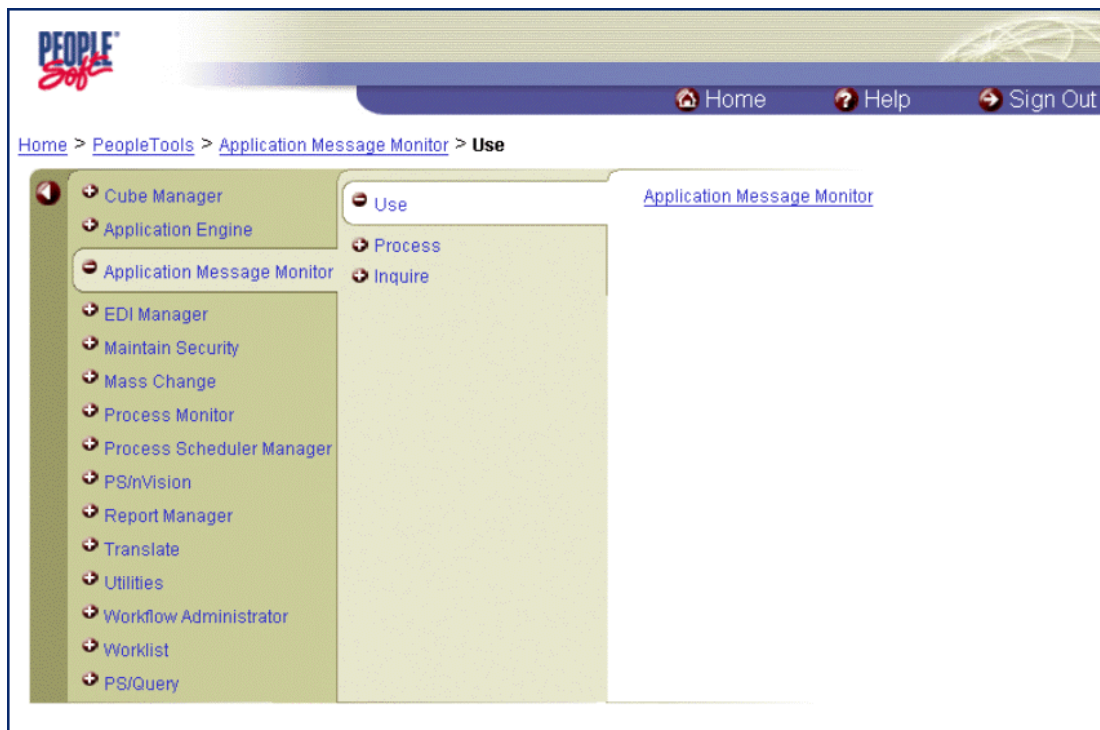 PEOPLE
Soft
Home Help Sign Out
Home > PeopleTools > Application Message Monitor > Use
Cube Manager
Application Engine
Application Message Monitor
EDI Manager
Maintain Security
Mass Change
Process Monitor
Process Scheduler Manager
PS/nVision
Report Manager
Translate
Utilities
Workflow Administrator
Worklist
PS/Query
Use
Process
Inquire
Application Message Monitor